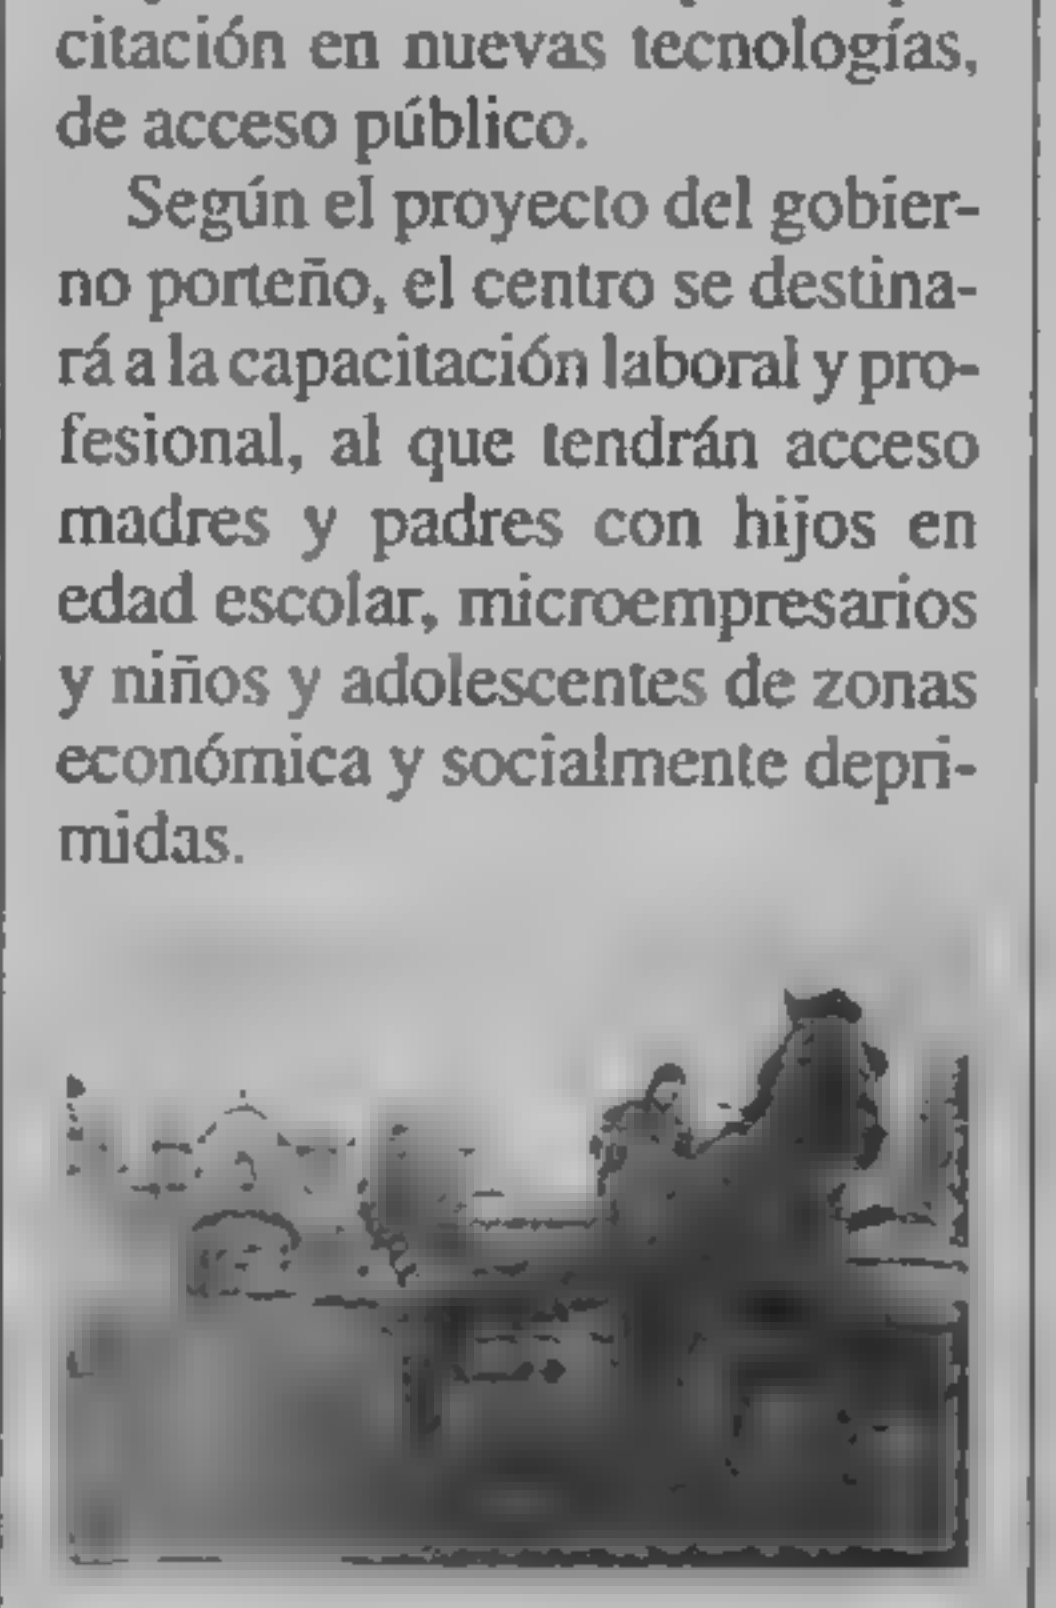 citación en nuevas tecnologías,
de acceso público.
Según el proyecto del gobier-
no porteño, el centro se destina-
rá a la capacitación laboral y pro-
fesional, al que tendrán acceso
madres y padres con hijos en
edad escolar, microempresarios
y niños y adolescentes de zonas
económica y socialmente depri-
midas.